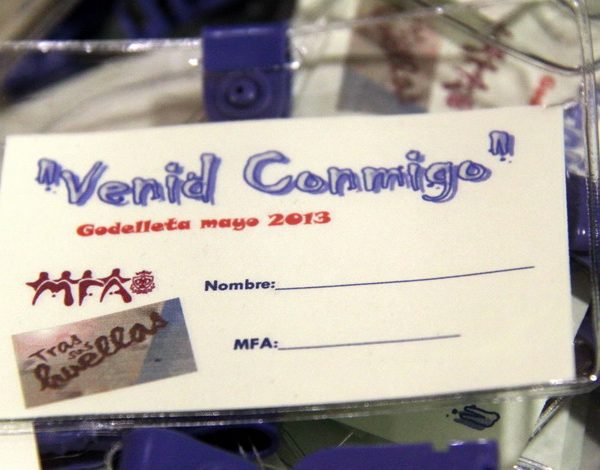 "Venid Conmigo"
Godelleta mayo 2013
MFA
Nombre:
Tras
sus
huellas
MFA: